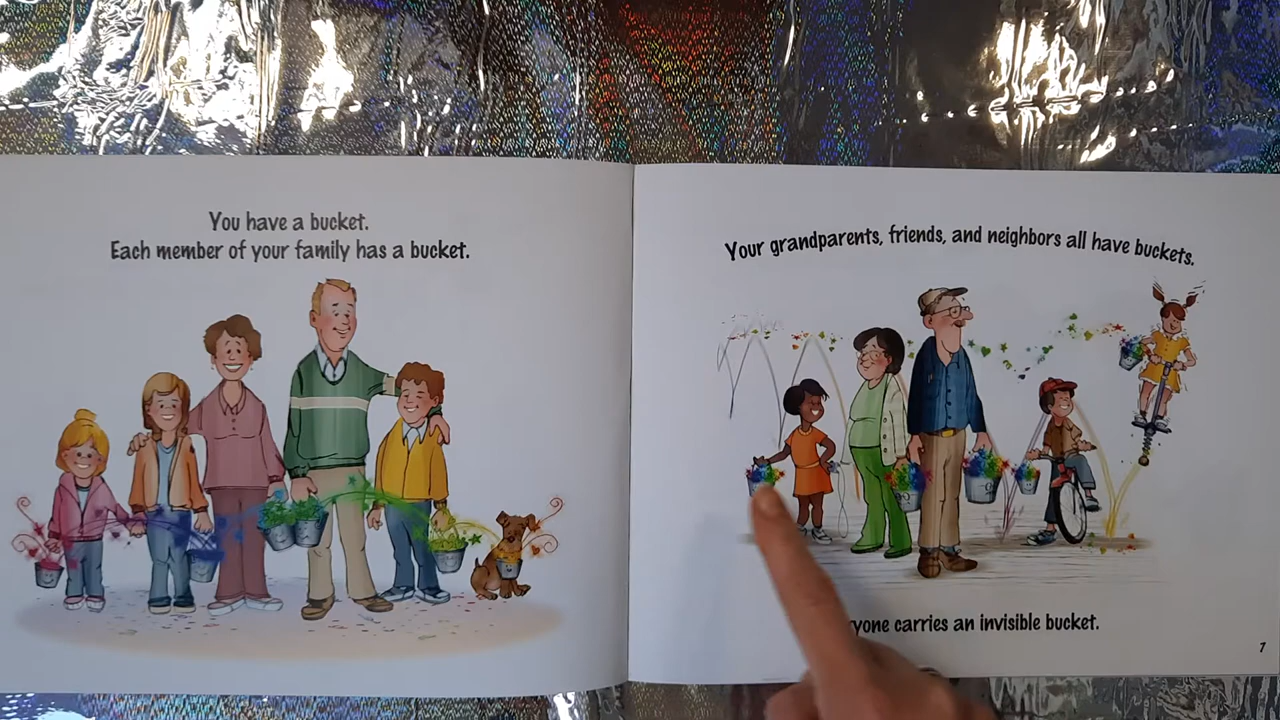 You have a bucket.
Each member of your family has a bucket.
Your grandparents, friends, and neighbors all have buckets.
carries an invisible bucket.
7